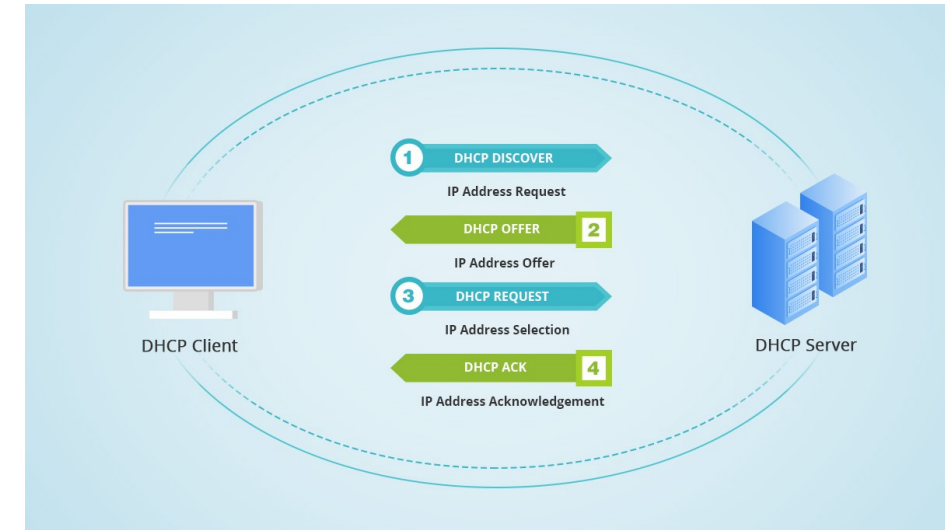 1 DHCP DISCOVER
IP Address Request
DHCP OFFER 2
IP Address Offer
3 DHCP REQUEST
IP Address Selection
DHCP ACK 4
IP Address Acknowledgement
DHCP Client
DHCP Server